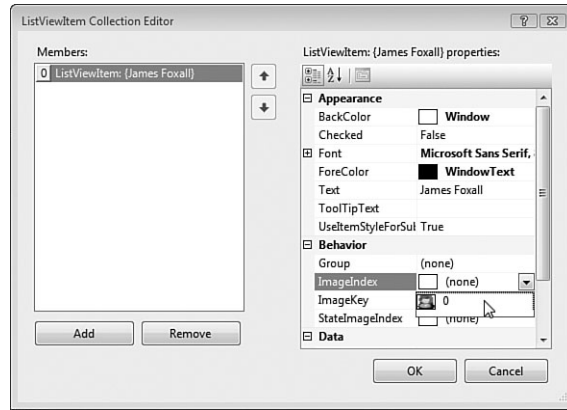 ListViewItem Collection Editor
Members:
0 ListViewItem: {James Foxall}
Add Remove
ListViewItem: {James Foxall} properties:
Appearance
BackColor Window
Checked False
Font Microsoft Sans Serif,
ForeColor WindowText
Text James Foxall
ToolTipText
UseItemStyleForSul True
Behavior
Group (none)
ImageIndex (none)
0
ImageKey
StateImageIndex (none)
Data
OK Cancel